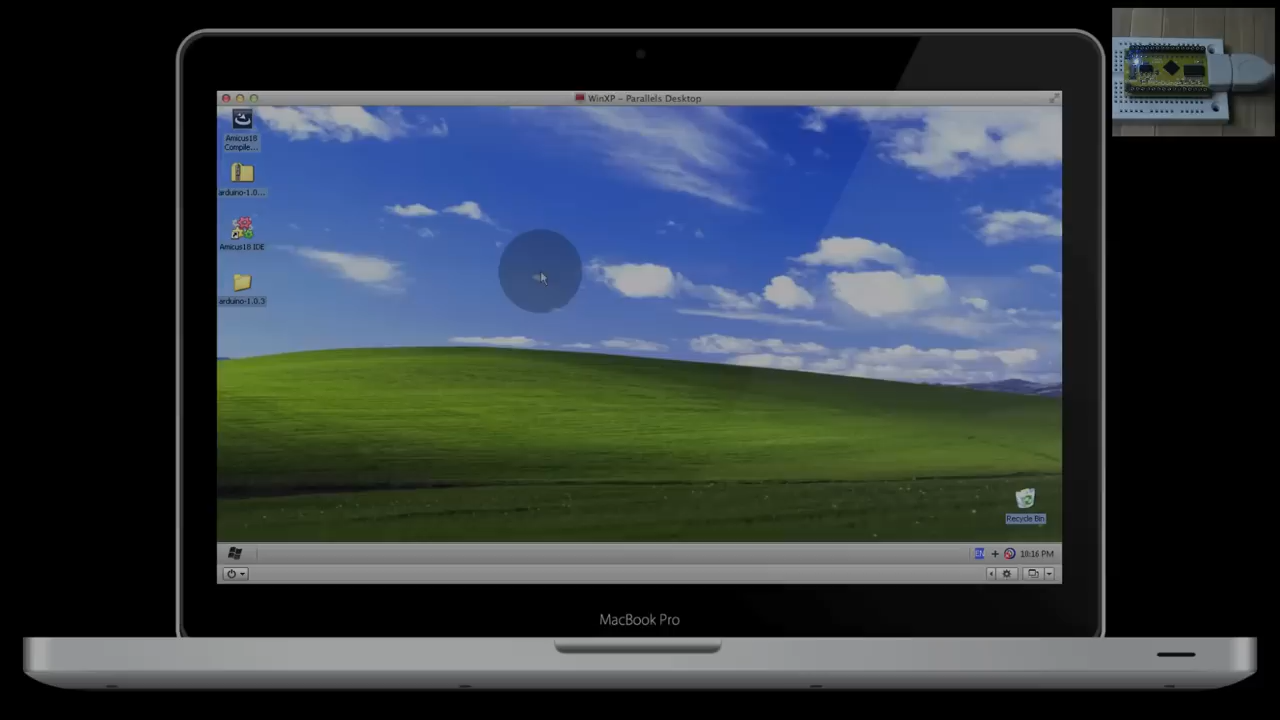 WinXP - Parallels Desktop
Amicus18
Compile...
arduino-1.0...
Amicus18 IDE
arduino-1.0.3
Recycle Bin
18:16 PM
MacBook Pro